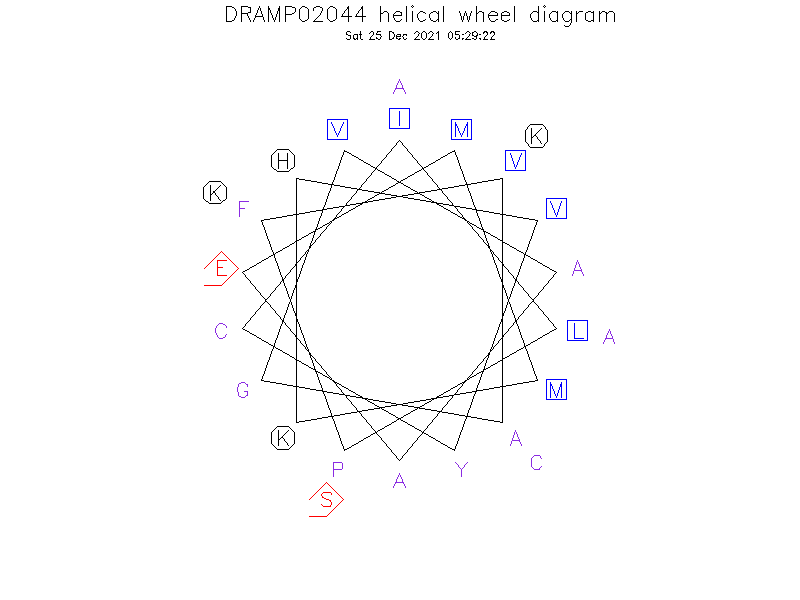 DRAMP02044 helical wheel diagram
Sat 25 Dec 2021 05:29:22
A
V I M K
H V
K F V
E A
C L A
G M
K A C
P A Y
S